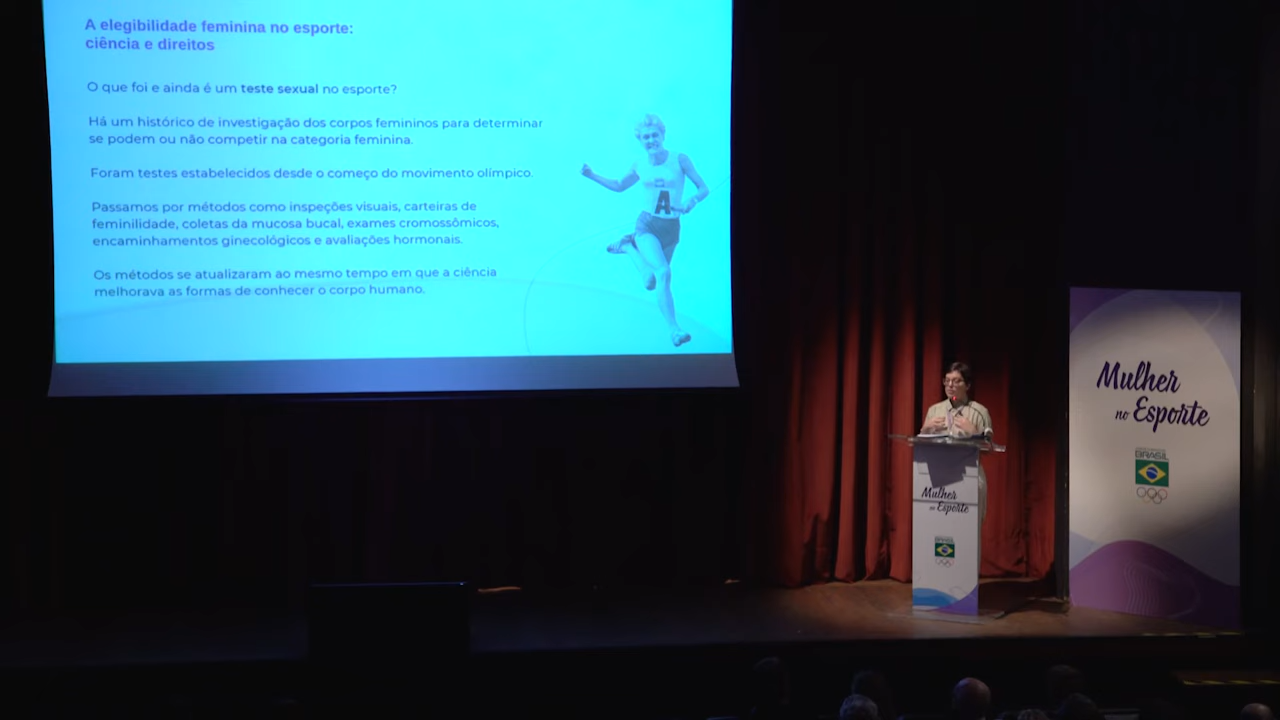 A elegibilidade feminina no esporte:
ciência e direitos
O que foi e ainda é um teste sexual no esporte?
Há um histórico de investigação dos corpos femininos para determinar
se podem ou não competir na categoria feminina.
Foram testes estabelecidos desde o começo do movimento olímpico.
Passamos por métodos como inspeções visuais, carteiras de
feminilidade, coletas da mucosa bucal, exames cromossômicos,
encaminhamentos ginecológicos e avaliações hormonais.
Os métodos se atualizaram ao mesmo tempo em que a ciência
melhorava as formas de conhecer o corpo humano.
A
Mulher
no Esporte
BRASIL
Mulher
no Esporte
BRASIL